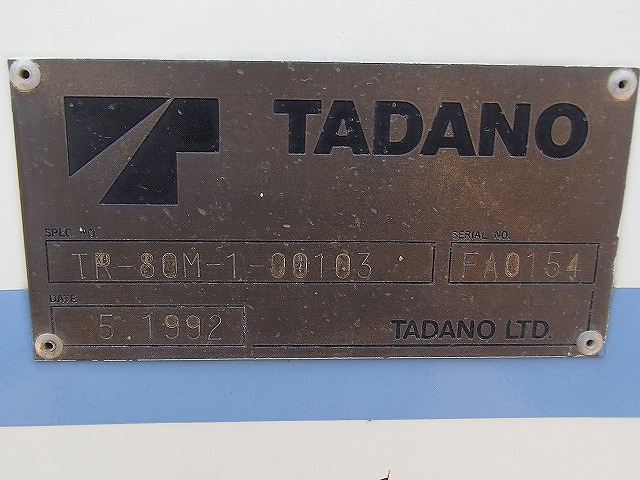 TADANO
SPEC. NO. SERIAL NO.
TR-80M-1-00103 FA0154
DATE
5 1992
TADANO LTD.